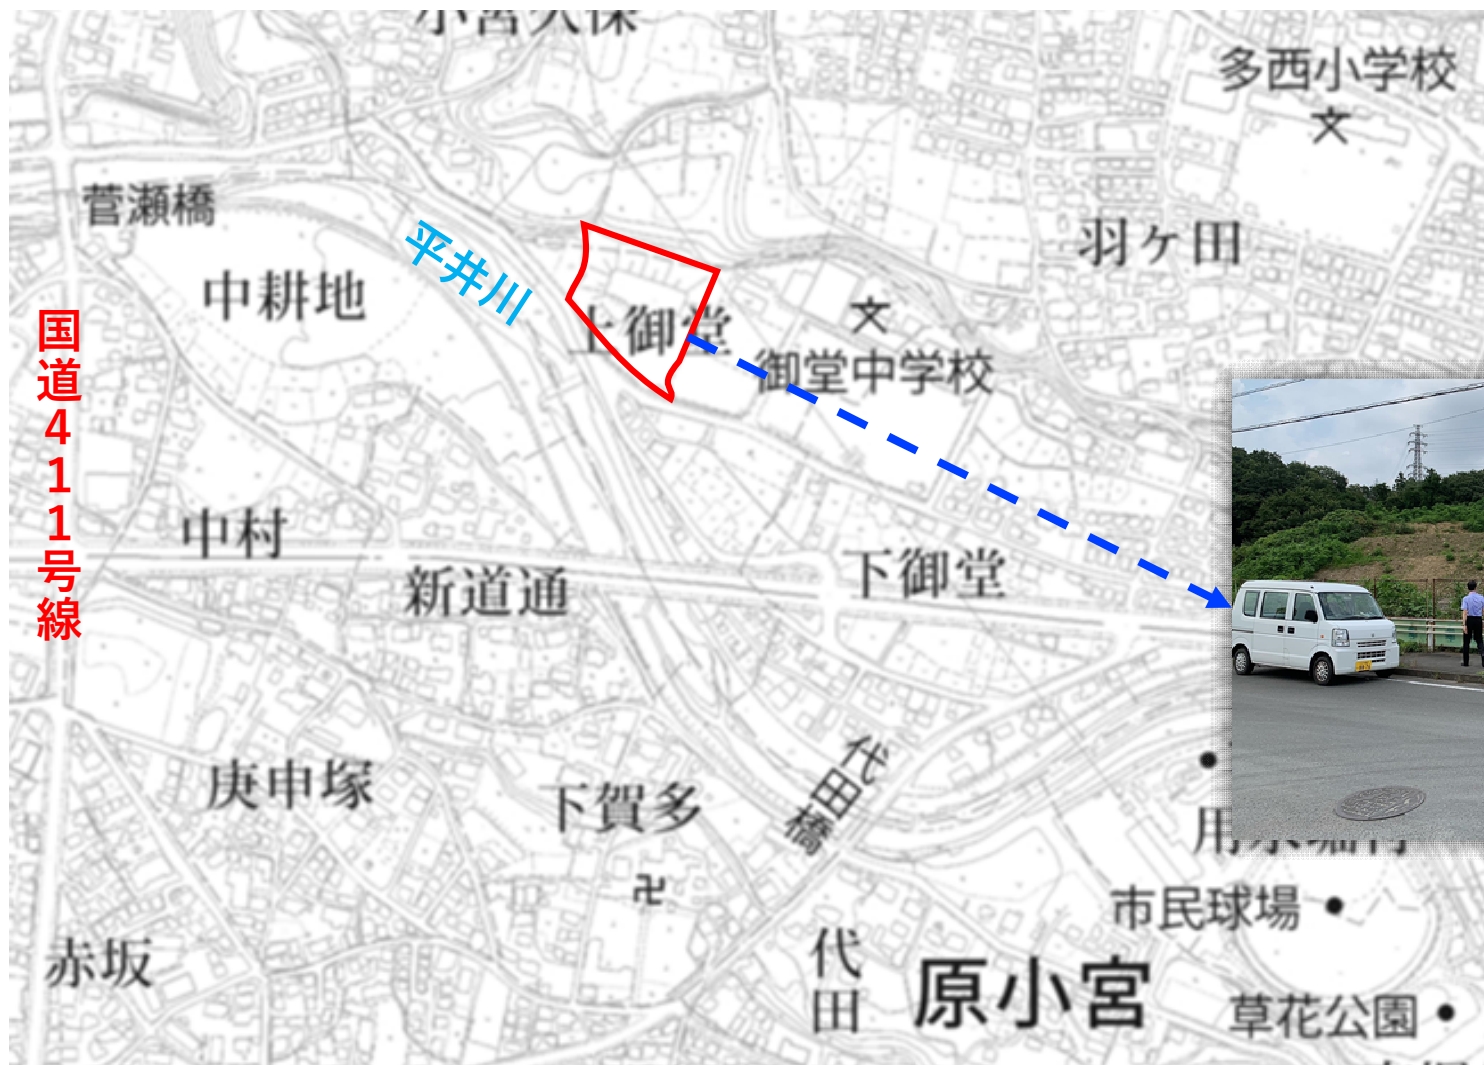 小宮久保
多西小学校
菅瀬橋
平井川
羽ヶ田
中耕地
国道411号線
上御堂
御堂中学校
中村
新道通
下御堂
代田橋
庚申塚
下賀多
市民球場
赤坂
代田
原小宮
草花公園